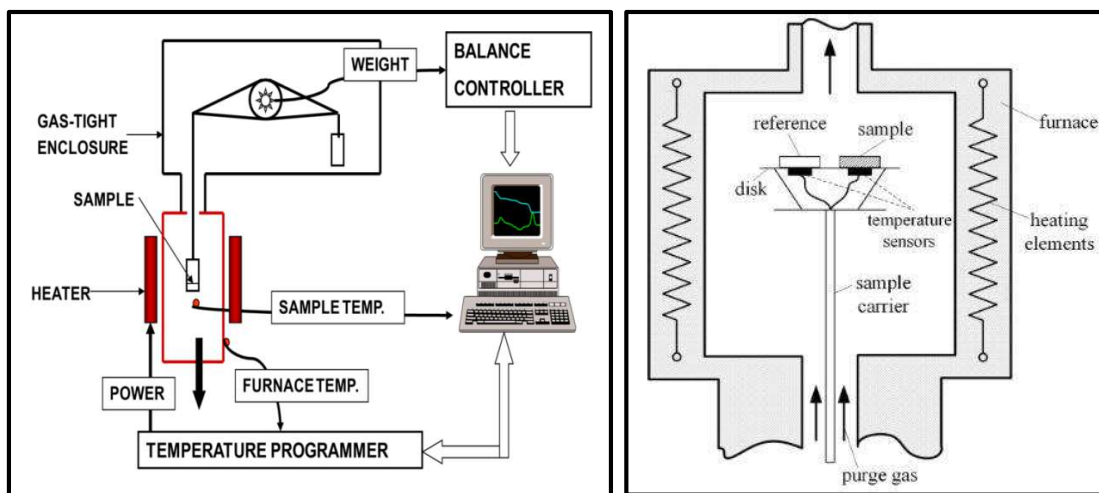 WEIGHT
BALANCE
CONTROLLER
GAS-TIGHT
ENCLOSURE
SAMPLE
HEATER
SAMPLE TEMP.
POWER
FURNACE TEMP.
TEMPERATURE PROGRAMMER
reference
sample
furnace
disk
temperature
sensors
heating
elements
sample
carrier
purge gas